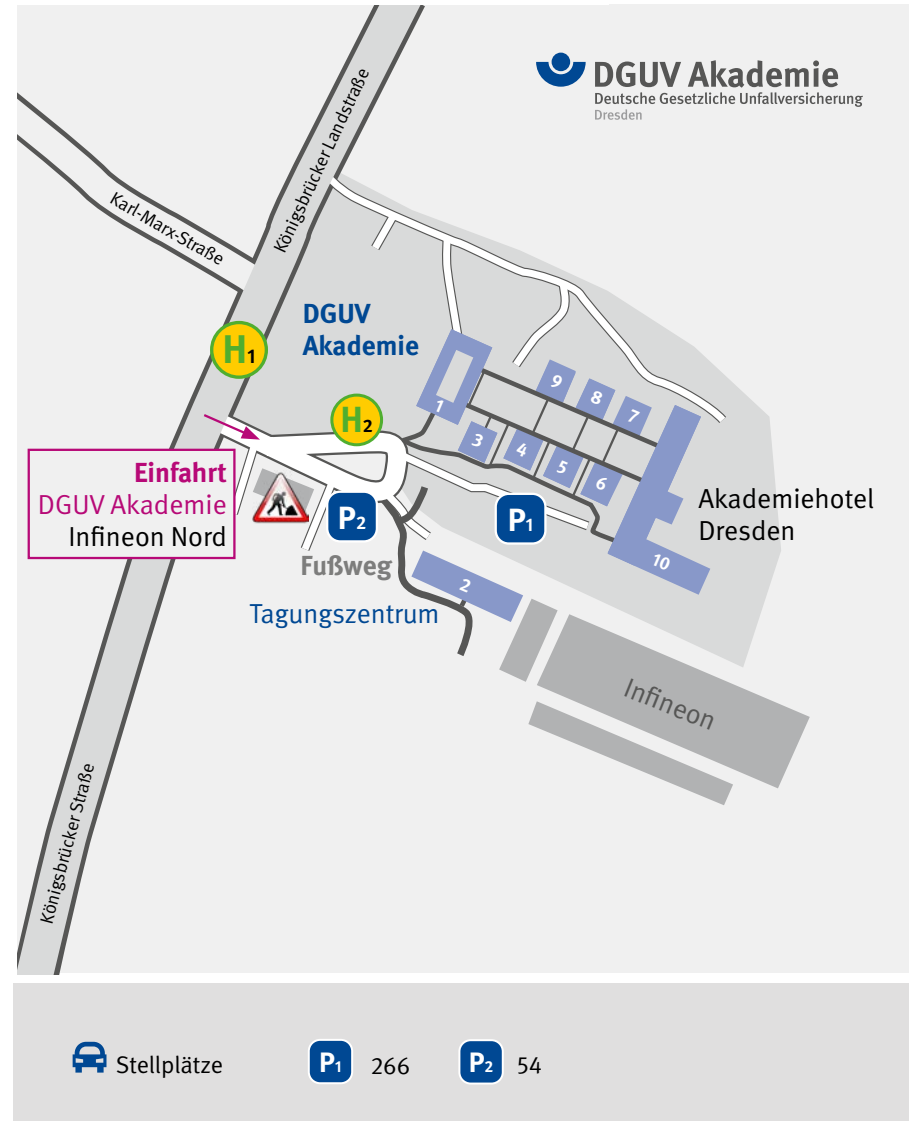 DGUV Akademie
Deutsche Gesetzliche Unfallversicherung
Dresden
Königsbrücker Landstraße
Karl-Marx-Straße
DGUV
Akademie
H1
H2
9
8
7
1
3
4
5
6
10
2
Einfahrt
DGUV Akademie
Infineon Nord
P2
P1
Akademiehotel
Dresden
Fußweg
Tagungszentrum
Infineon
Königsbrücker Straße
Stellplätze P1 266 P2 54